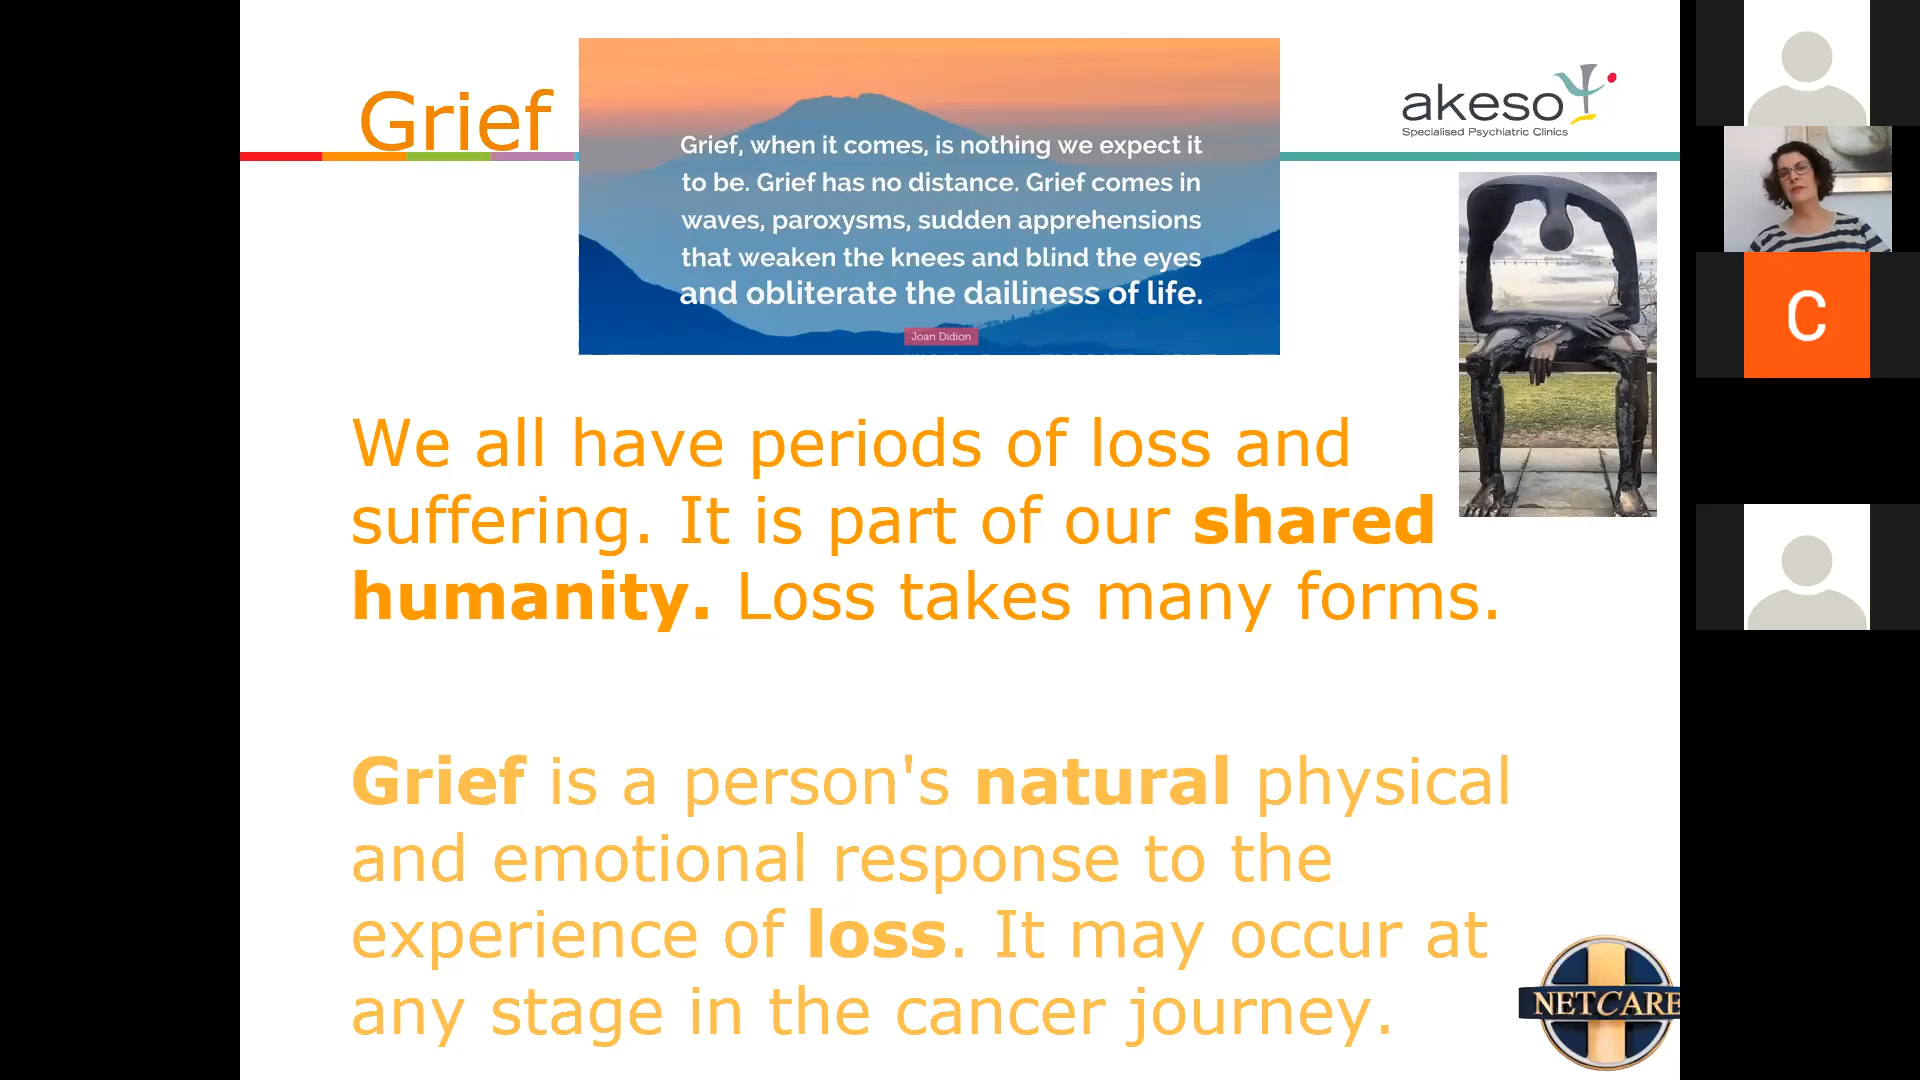 Grief
Grief, when it comes, is nothing we expect it
to be. Grief has no distance. Grief comes in
waves, paroxysms, sudden apprehensions
that weaken the knees and blind the eyes
and obliterate the dailiness of life.
Joan Didion
akeso
Specialised Psychiatric Clinics
We all have periods of loss and
suffering. It is part of our shared
humanity. Loss takes many forms.
Grief is a person's natural physical
and emotional response to the
experience of loss. It may occur at
any stage in the cancer journey.
NETCARE
C